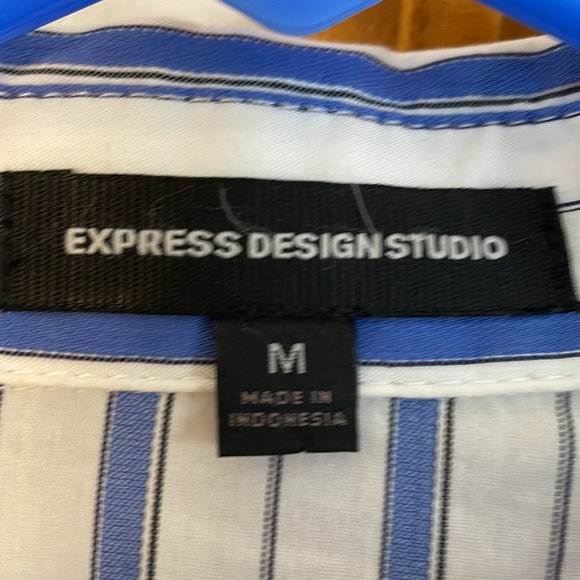 EXPRESS DESIGN STUDIO
M
MADE IN
INDONESIA